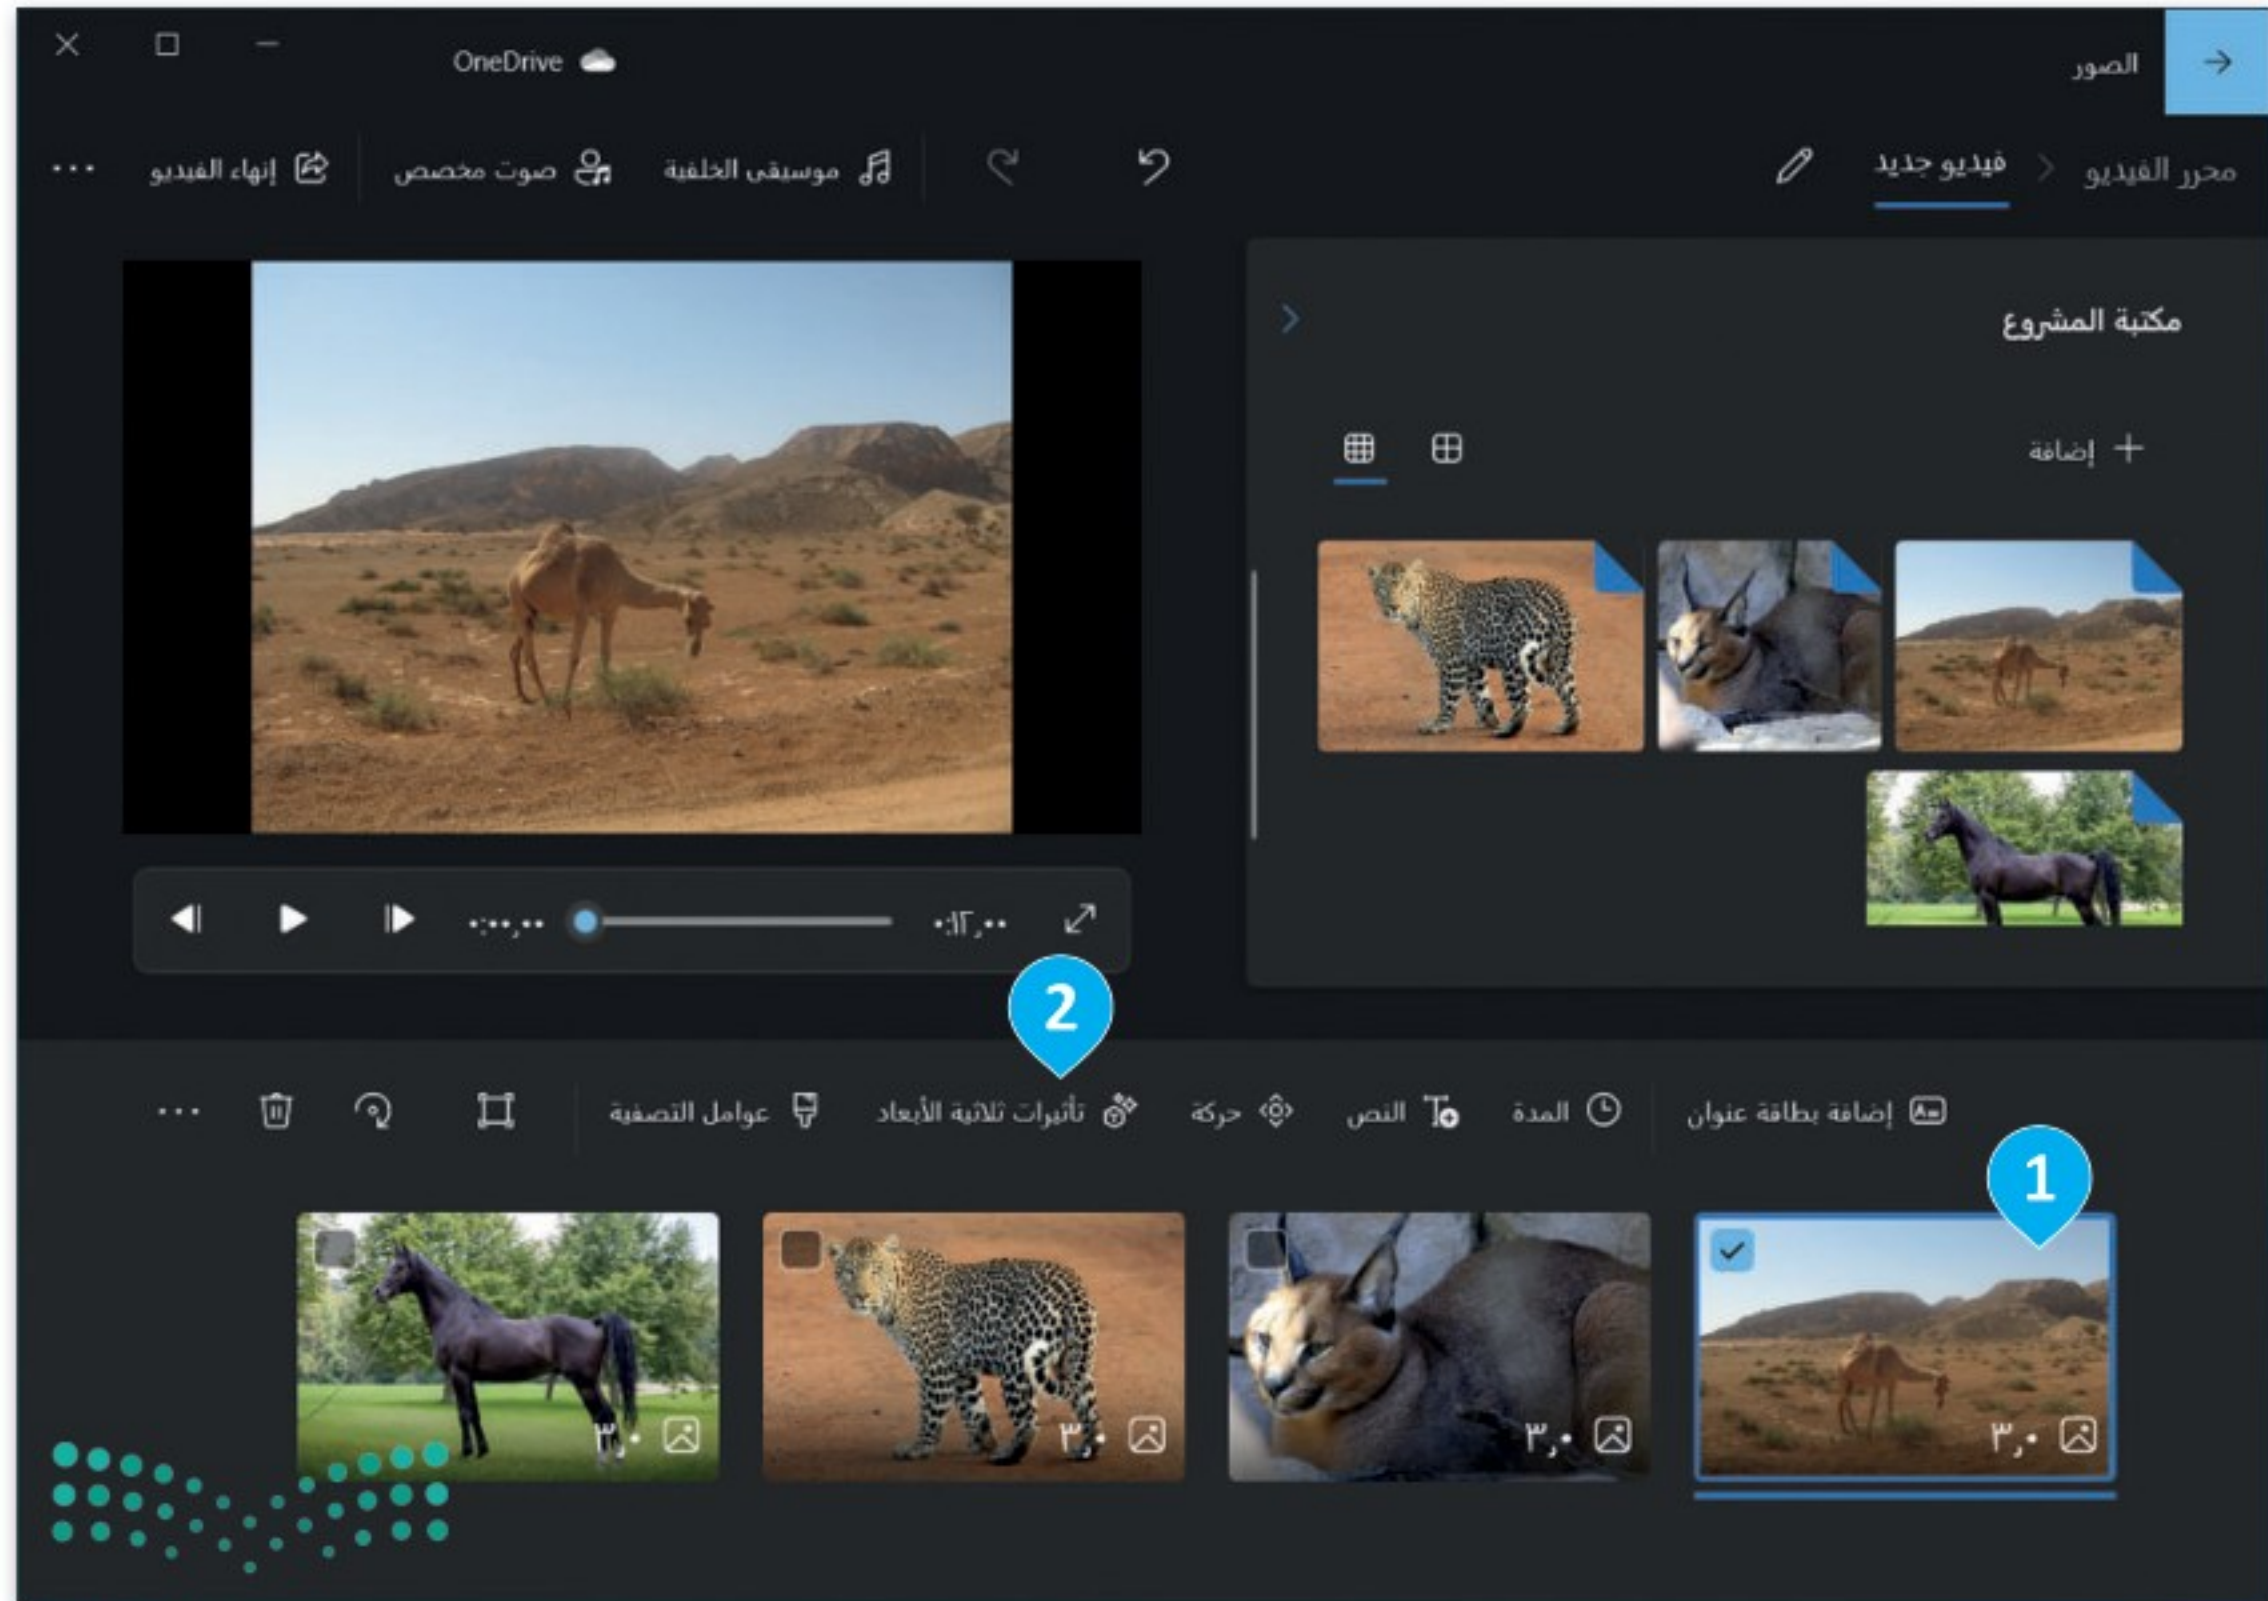 الصور
OneDrive
محرر الفيديو
فيديو جديد
موسيقى الخلفية
صوت مخصص
إنهاء الفيديو
مكتبة المشروع
إضافة
٠:٠٠,٠٠
٠:١٢,٠٠
2
إضافة بطاقة عنوان
المدة
النص
حركة
تأثيرات ثلاثية الأبعاد
عوامل التصفية
1
٣,٠
٣,٠
٣,٠
٣,٠